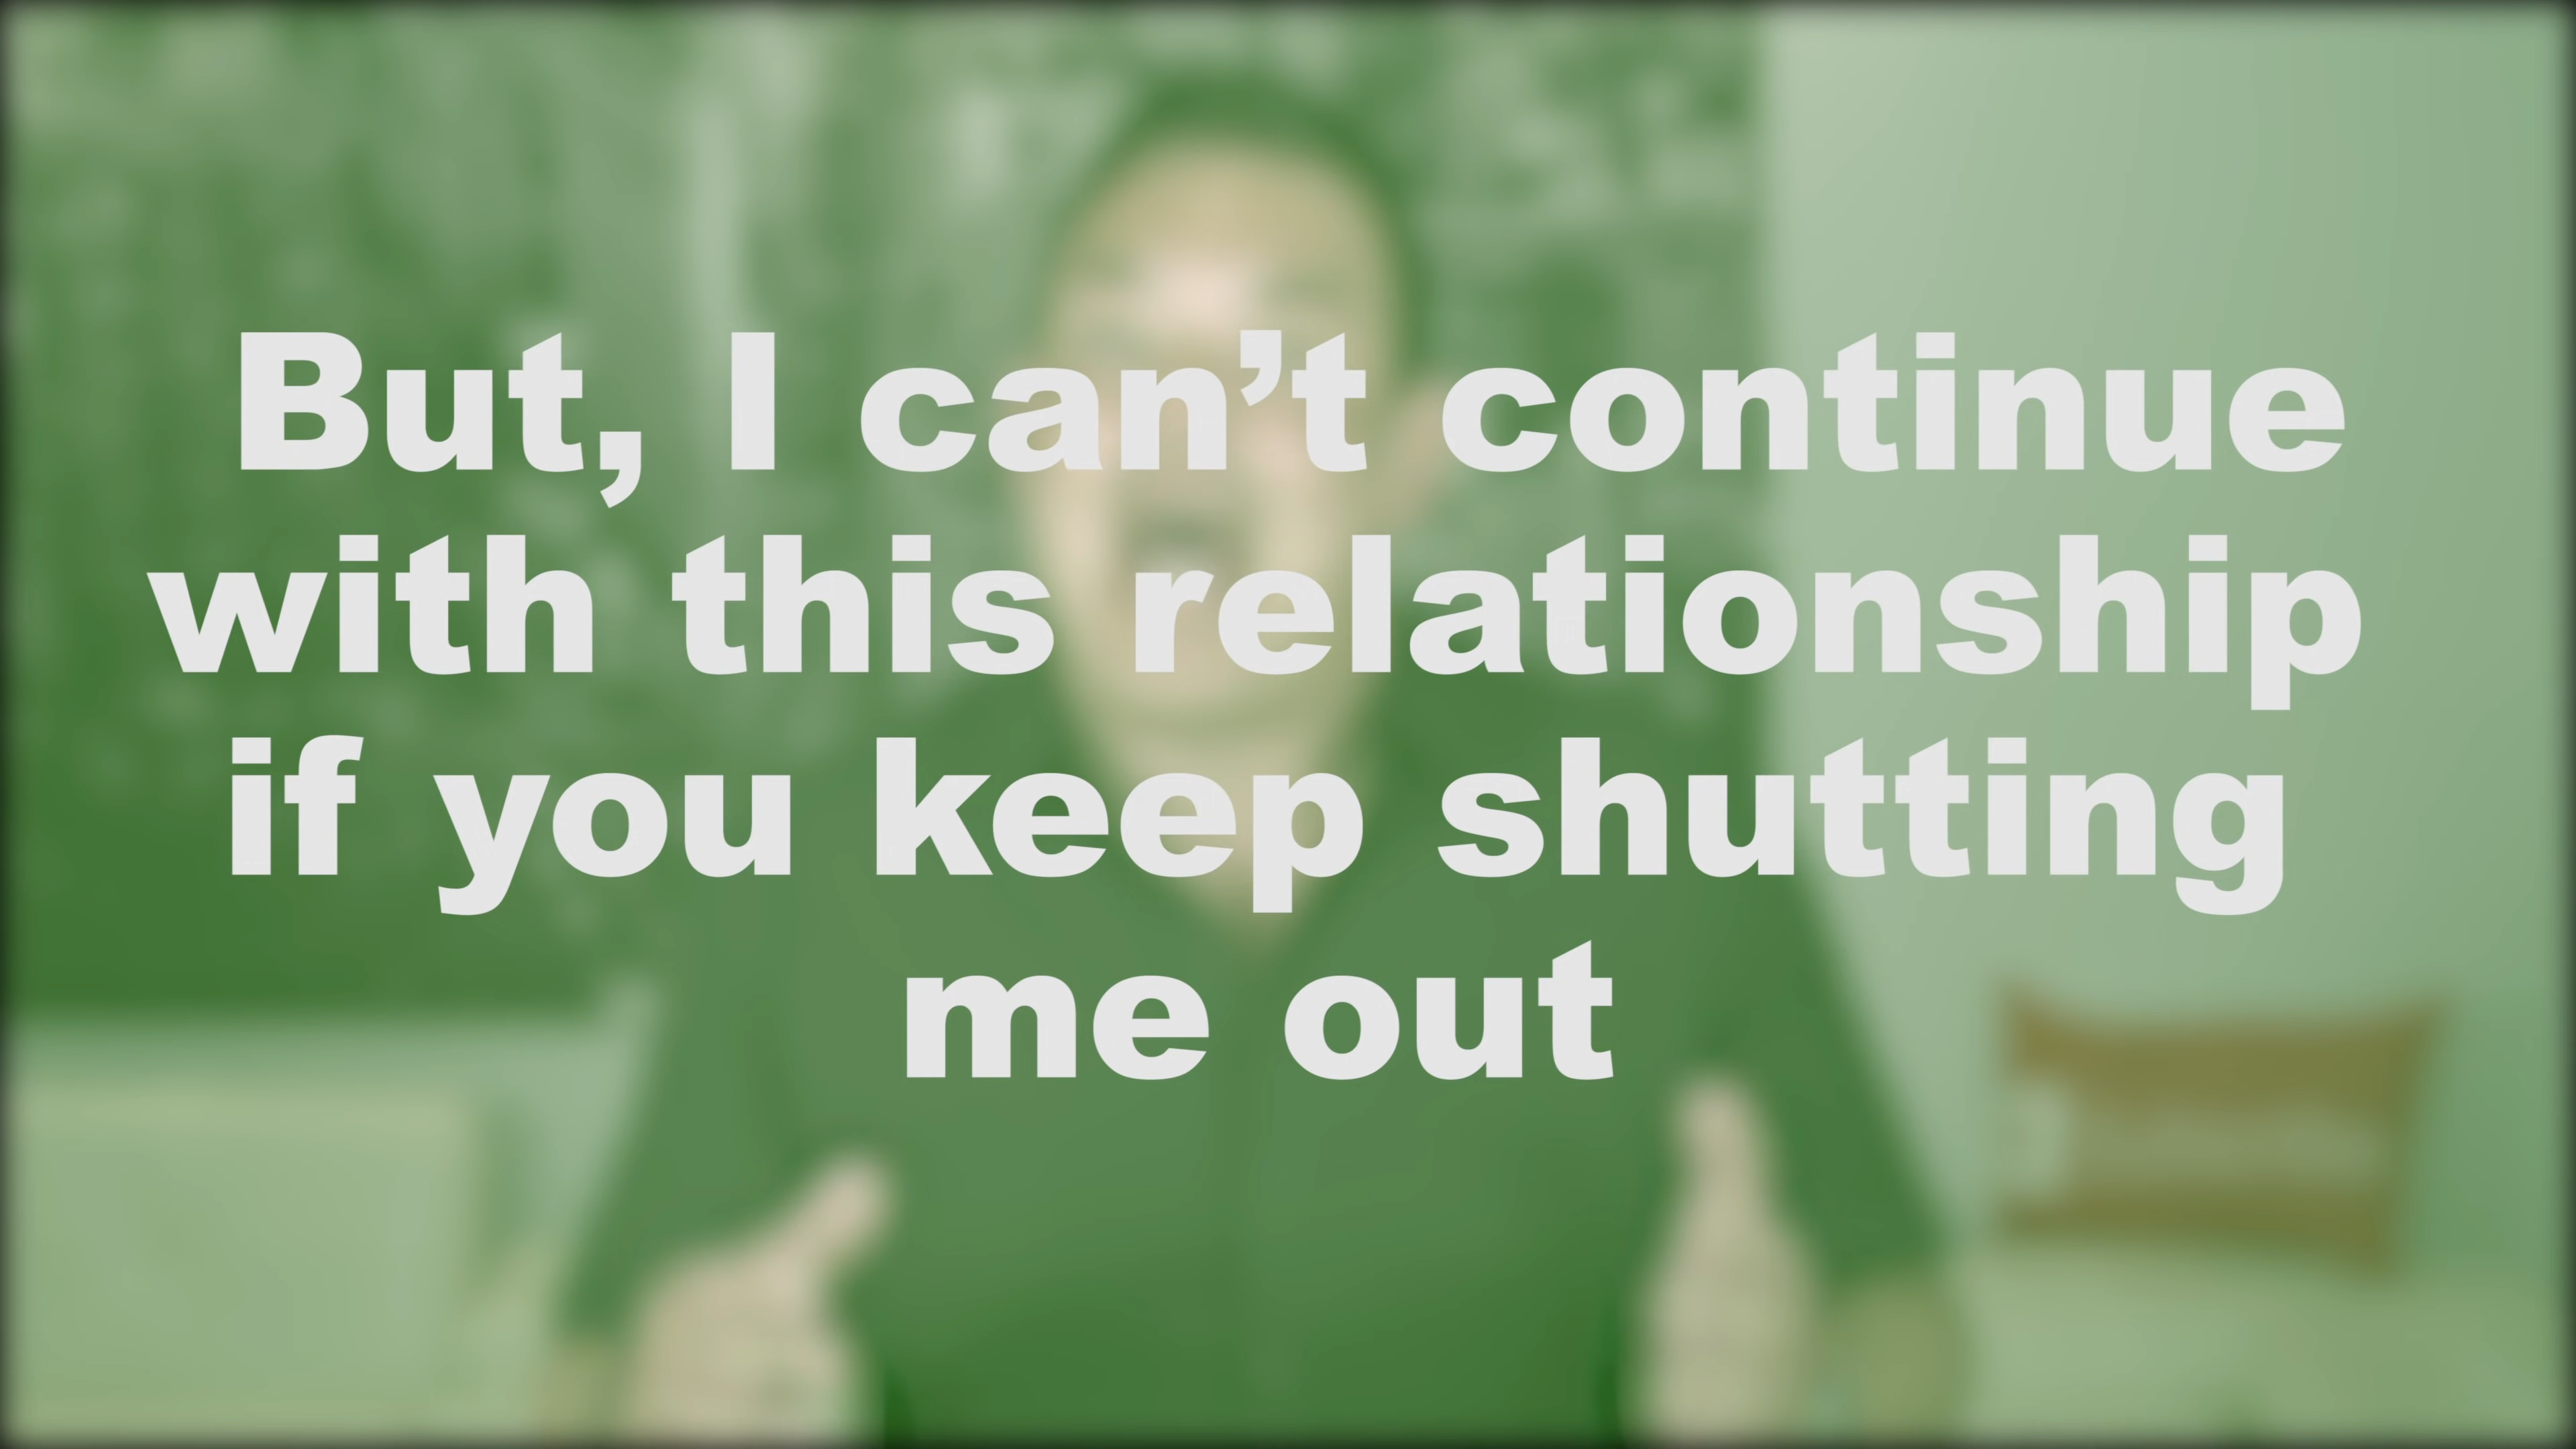 But, I can’t continue
with this relationship
if you keep shutting
me out